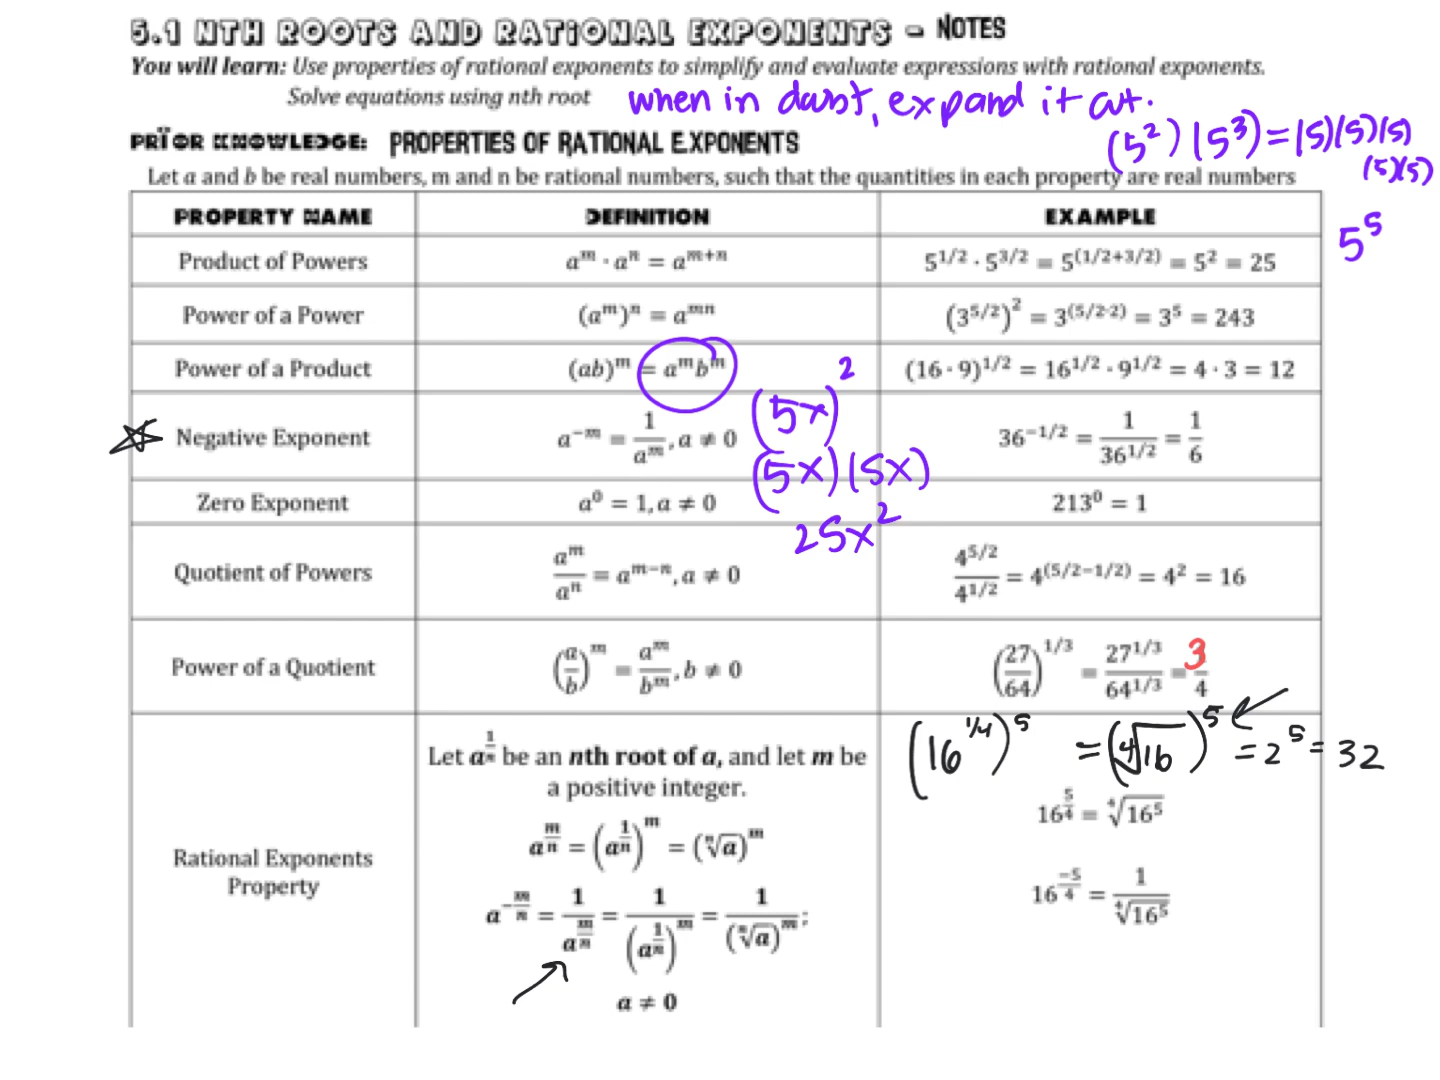 5.1 NTH ROOTS AND RATIONAL EXPONENTS – NOTES
You will learn: Use properties of rational exponents to simplify and evaluate expressions with rational exponents.
Solve equations using nth root
when in daubt, expand it out.
PRIOR KNOWLEDGE: PROPERTIES OF RATIONAL EXPONENTS
(5²)(5³)=(5)(5)(5)
(5)(5)
Let a and b be real numbers, m and n be rational numbers, such that the quantities in each property are real numbers
PROPERTY NAME DEFINITION EXAMPLE
5⁵
Product of Powers a^m · a^n = a^(m+n) 5^(1/2) · 5^(3/2) = 5^(1/2+3/2) = 5² = 25
Power of a Power (a^m)^n = a^(mn) (3^(5/2))² = 3^(5/2·2) = 3⁵ = 243
Power of a Product (ab)^m = a^m b^m (16 · 9)^(1/2) = 16^(1/2) · 9^(1/2) = 4 · 3 = 12
(5x)²
Negative Exponent a^(−m) = 1/a^m, a ≠ 0 36^(−1/2) = 1/36^(1/2) = 1/6
(5x)(5x)
Zero Exponent a⁰ = 1, a ≠ 0 213⁰ = 1
25x²
Quotient of Powers a^m/a^n = a^(m−n), a ≠ 0 4^(5/2)/4^(1/2) = 4^(5/2−1/2) = 4² = 16
Power of a Quotient (a/b)^m = a^m/b^m, b ≠ 0 (27/64)^(1/3) = 27^(1/3)/64^(1/3) = 3/4
Let a^(1/n) be an nth root of a, and let m be
a positive integer.
(16^(1/4))⁵ = (∜16)⁵ = 2⁵ = 32
16^(5/4) = ∜(16⁵)
a^(m/n) = (a^(1/n))^m = (ⁿ√a)^m
Rational Exponents
Property
16^(−5/4) = 1/∜(16⁵)
a^(−m/n) = 1/a^(m/n) = 1/(a^(1/n))^m = 1/(ⁿ√a)^m;
a ≠ 0